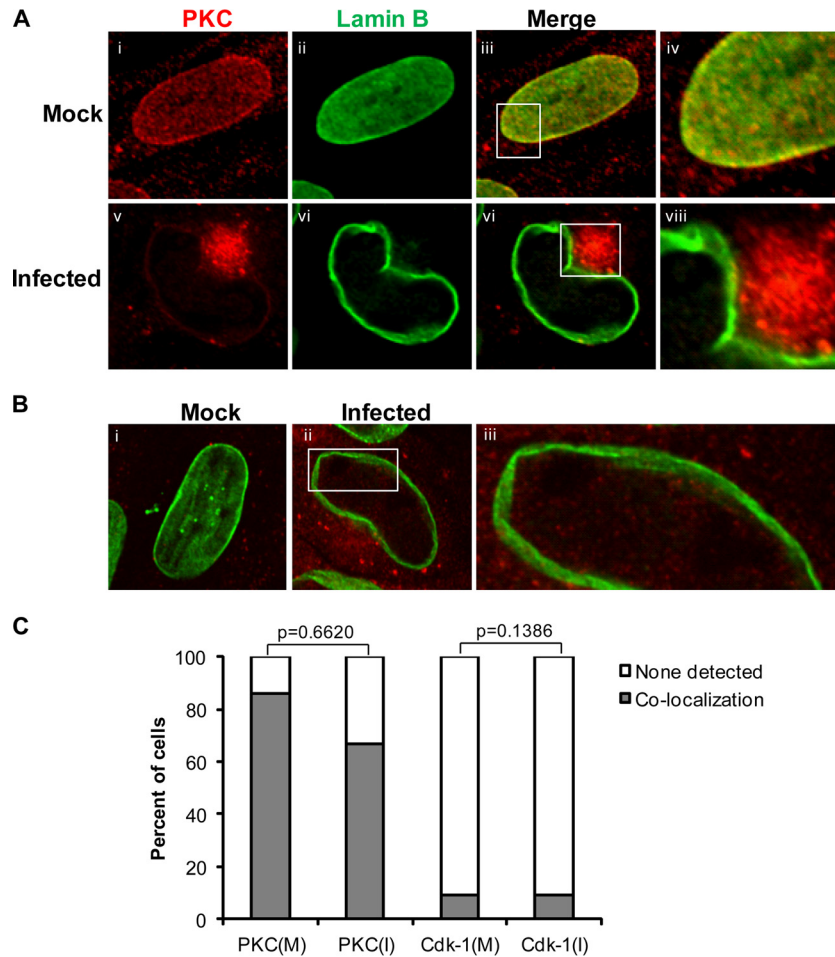 A
PKC Lamin B Merge
i ii iii iv
Mock
v vi vi viii
Infected
B
Mock Infected
i ii iii
C
p=0.6620 p=0.1386
100
80
60
40
20
0
Percent of cells
None detected
Co-localization
PKC(M) PKC(I) Cdk-1(M) Cdk-1(I)